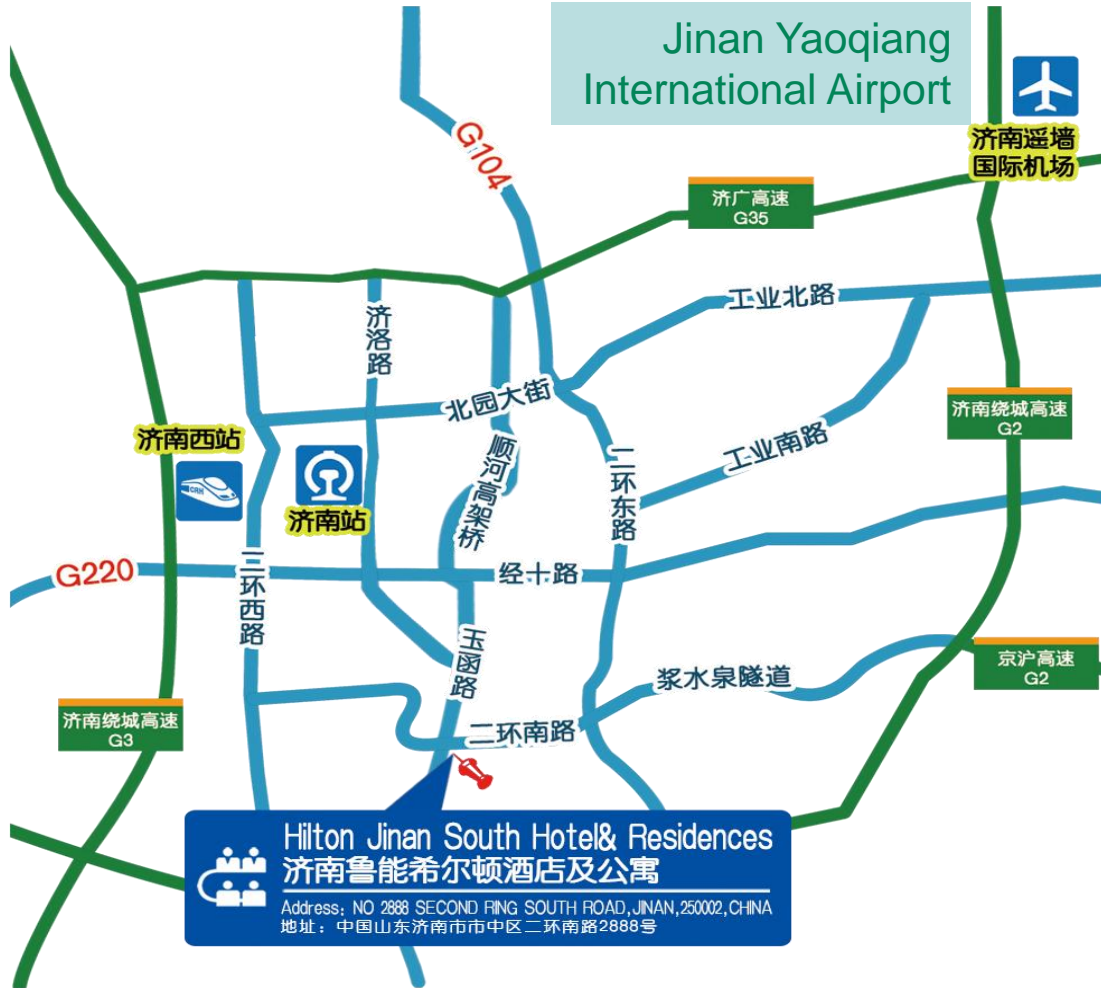 Jinan Yaoqiang
International Airport
济南遥墙
国际机场
G104
济广高速
G35
工业北路
济洛路
北园大街
济南绕城高速
G2
济南西站
CRH
济南站
顺河高架桥
二环东路
工业南路
G220
经十路
二环西路
玉函路
浆水泉隧道
京沪高速
G2
济南绕城高速
G3
二环南路
Hilton Jinan South Hotel& Residences
济南鲁能希尔顿酒店及公寓
Address: NO 2888 SECOND RING SOUTH ROAD,JINAN,250002,CHINA
地址：中国山东济南市市中区二环南路2888号